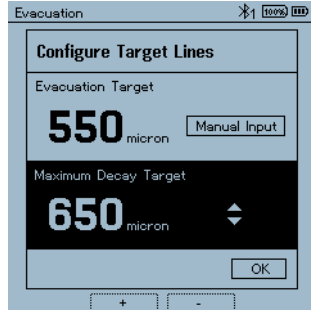 Evacuation 1 100%
Configure Target Lines
Evacuation Target
550 micron Manual Input
Maximum Decay Target
650 micron
OK
+ -